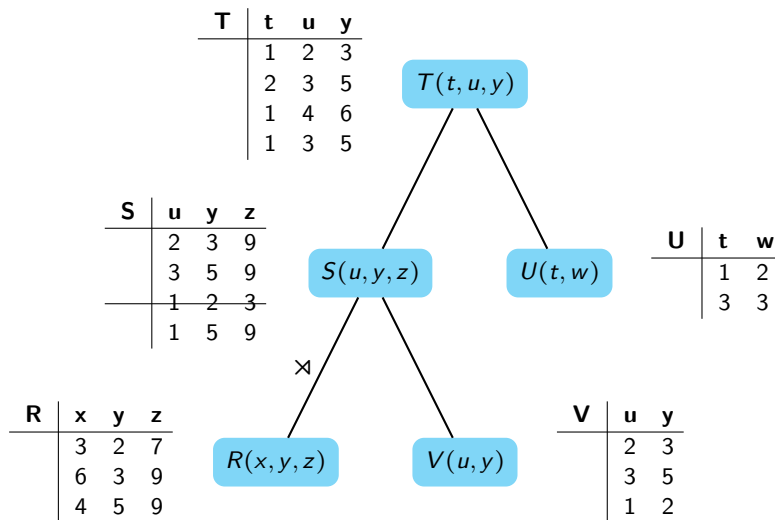 T t u y
1 2 3
2 3 5
1 4 6
1 3 5
T(t, u, y)
S u y z
2 3 9
3 5 9
1 2 3
1 5 9
S(u, y, z)
U(t, w)
U t w
1 2
3 3
⋊
R x y z
3 2 7
6 3 9
4 5 9
R(x, y, z)
V(u, y)
V u y
2 3
3 5
1 2